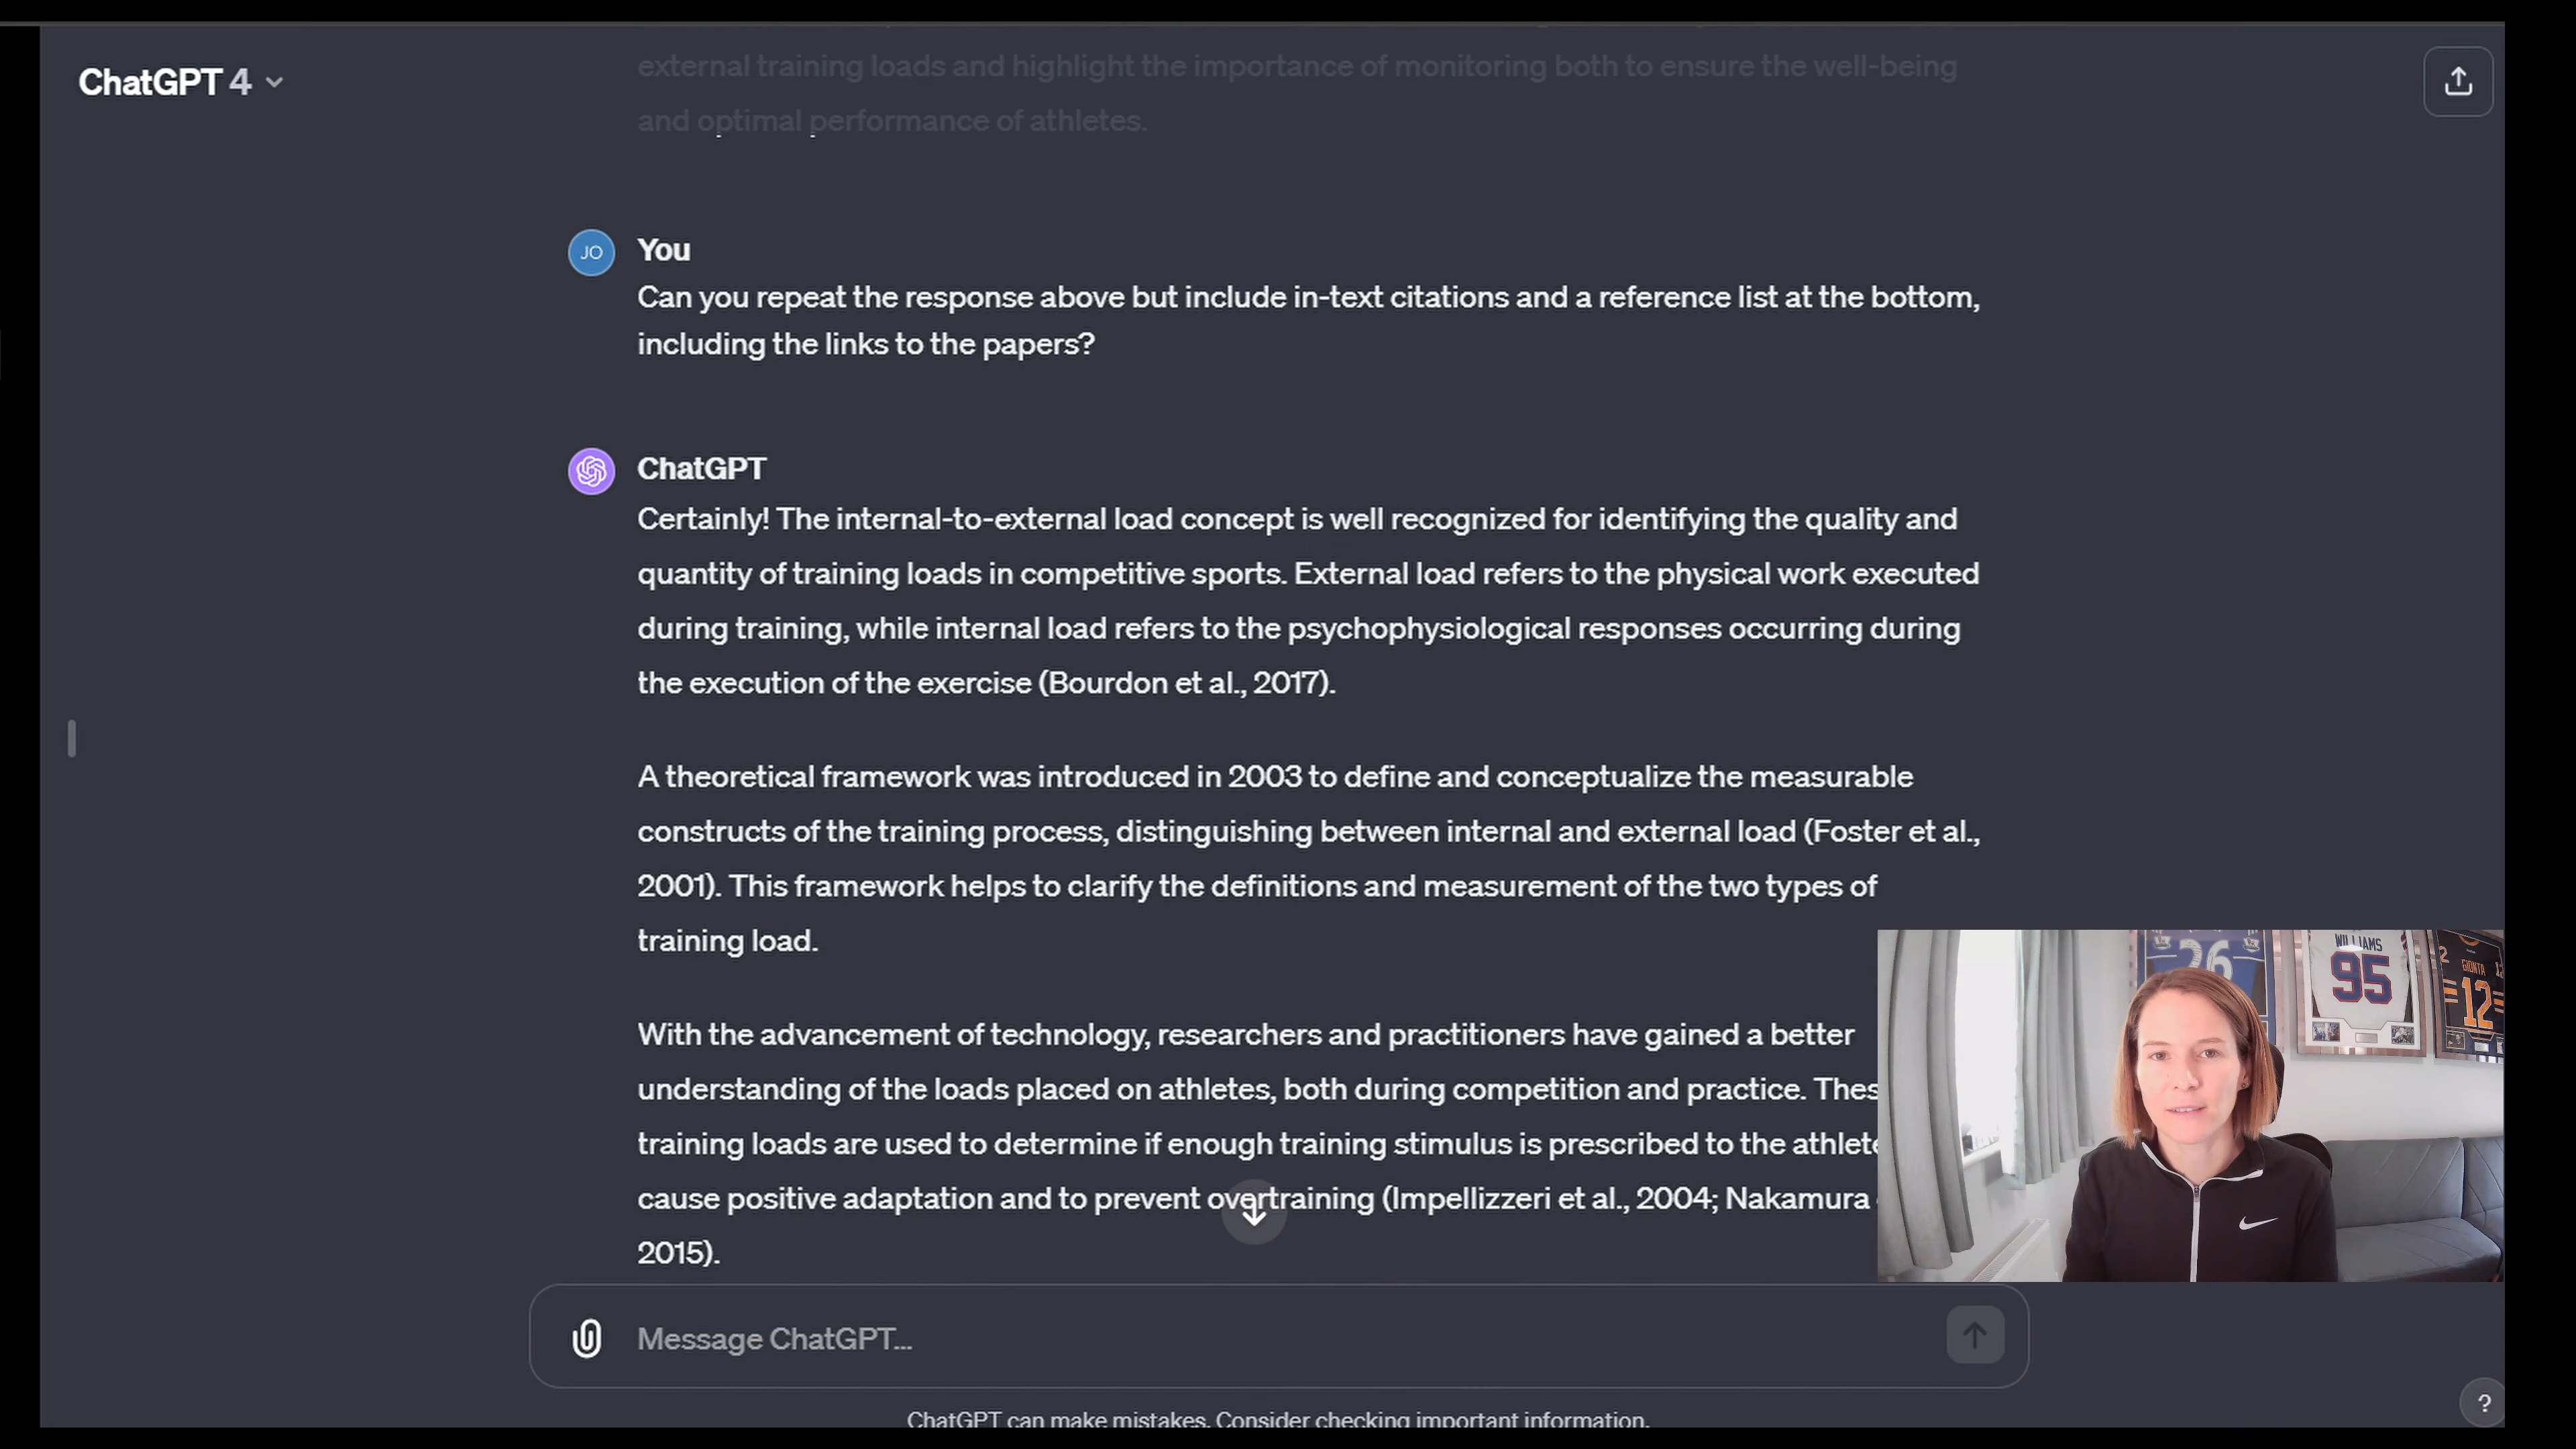 external training loads and highlight the importance of monitoring both to ensure the well-being
ChatGPT 4
and optimal performance of athletes.
JO
You
Can you repeat the response above but include in-text citations and a reference list at the bottom,
including the links to the papers?
ChatGPT
Certainly! The internal-to-external load concept is well recognized for identifying the quality and
quantity of training loads in competitive sports. External load refers to the physical work executed
during training, while internal load refers to the psychophysiological responses occurring during
the execution of the exercise (Bourdon et al., 2017).
A theoretical framework was introduced in 2003 to define and conceptualize the measurable
constructs of the training process, distinguishing between internal and external load (Foster et al.,
2001). This framework helps to clarify the definitions and measurement of the two types of
training load.
With the advancement of technology, researchers and practitioners have gained a better
understanding of the loads placed on athletes, both during competition and practice. Thes
training loads are used to determine if enough training stimulus is prescribed to the athlete
cause positive adaptation and to prevent overtraining (Impellizzeri et al., 2004; Nakamura
2015).
26
WILLIAMS
95
GIONTA
12
Message ChatGPT...
?
ChatGPT can make mistakes. Consider checking important information.